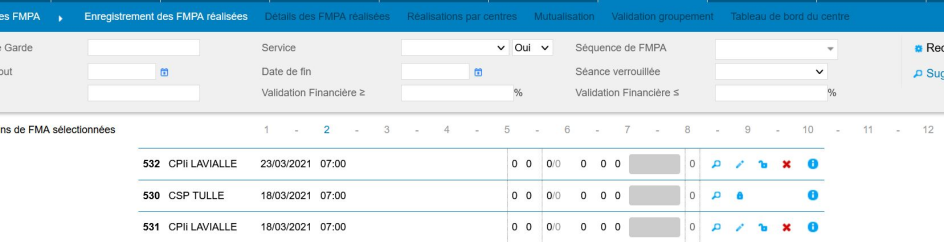 es FMPA Enregistrement des FMPA réalisées Détails des FMPA réalisées Réalisations par centres Mutualisation Validation groupement Tableau de bord du centre
Garde Service Oui Séquence de FMPA Rec
out Date de fin Séance verrouillée Sug
Validation Financière ≥ % Validation Financière ≤ %
ns de FMA sélectionnées 1 - 2 - 3 - 4 - 5 - 6 - 7 - 8 - 9 - 10 - 11 - 12
532 CPIi LAVIALLE 23/03/2021 07:00 0 0 0/0 0 0 0 0
530 CSP TULLE 18/03/2021 07:00 0 0 0/0 0 0 0 0
531 CPIi LAVIALLE 18/03/2021 07:00 0 0 0/0 0 0 0 0